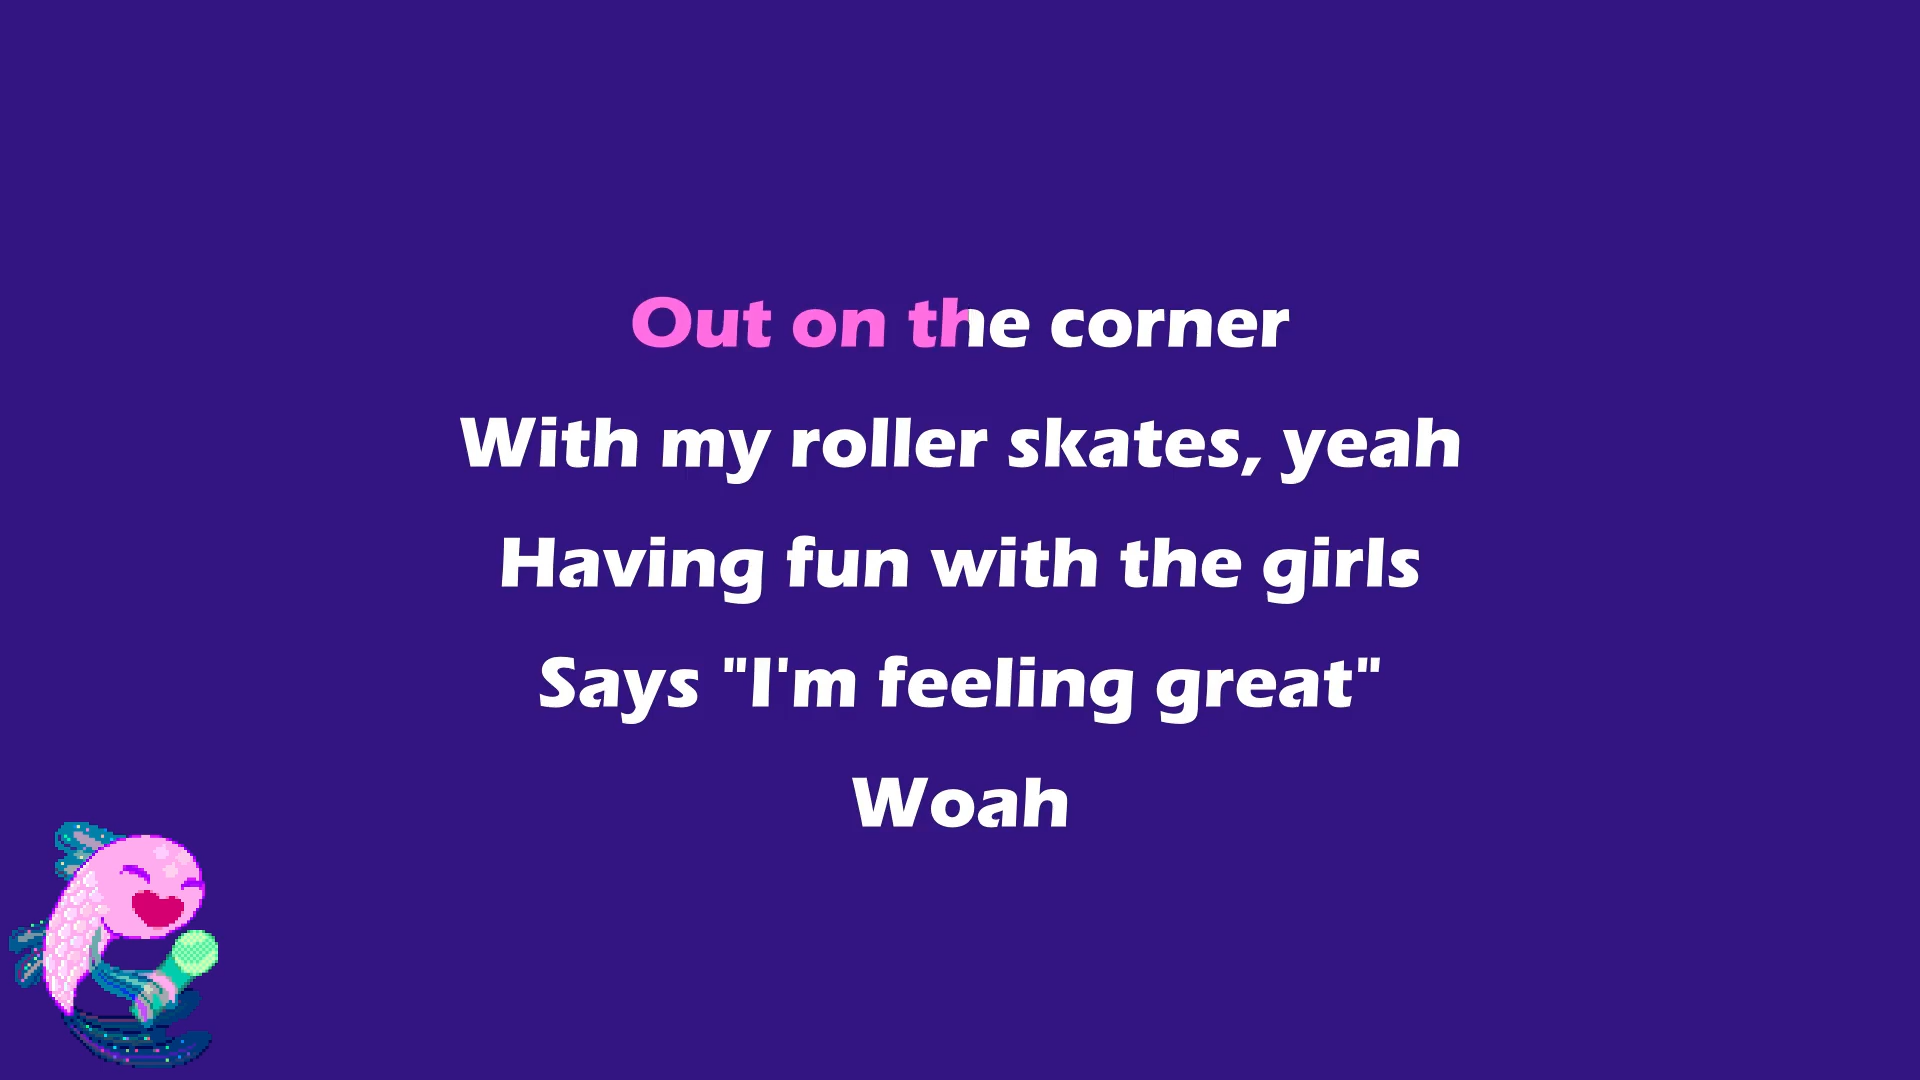 Out on the corner
With my roller skates, yeah
Having fun with the girls
Says "I'm feeling great"
Woah